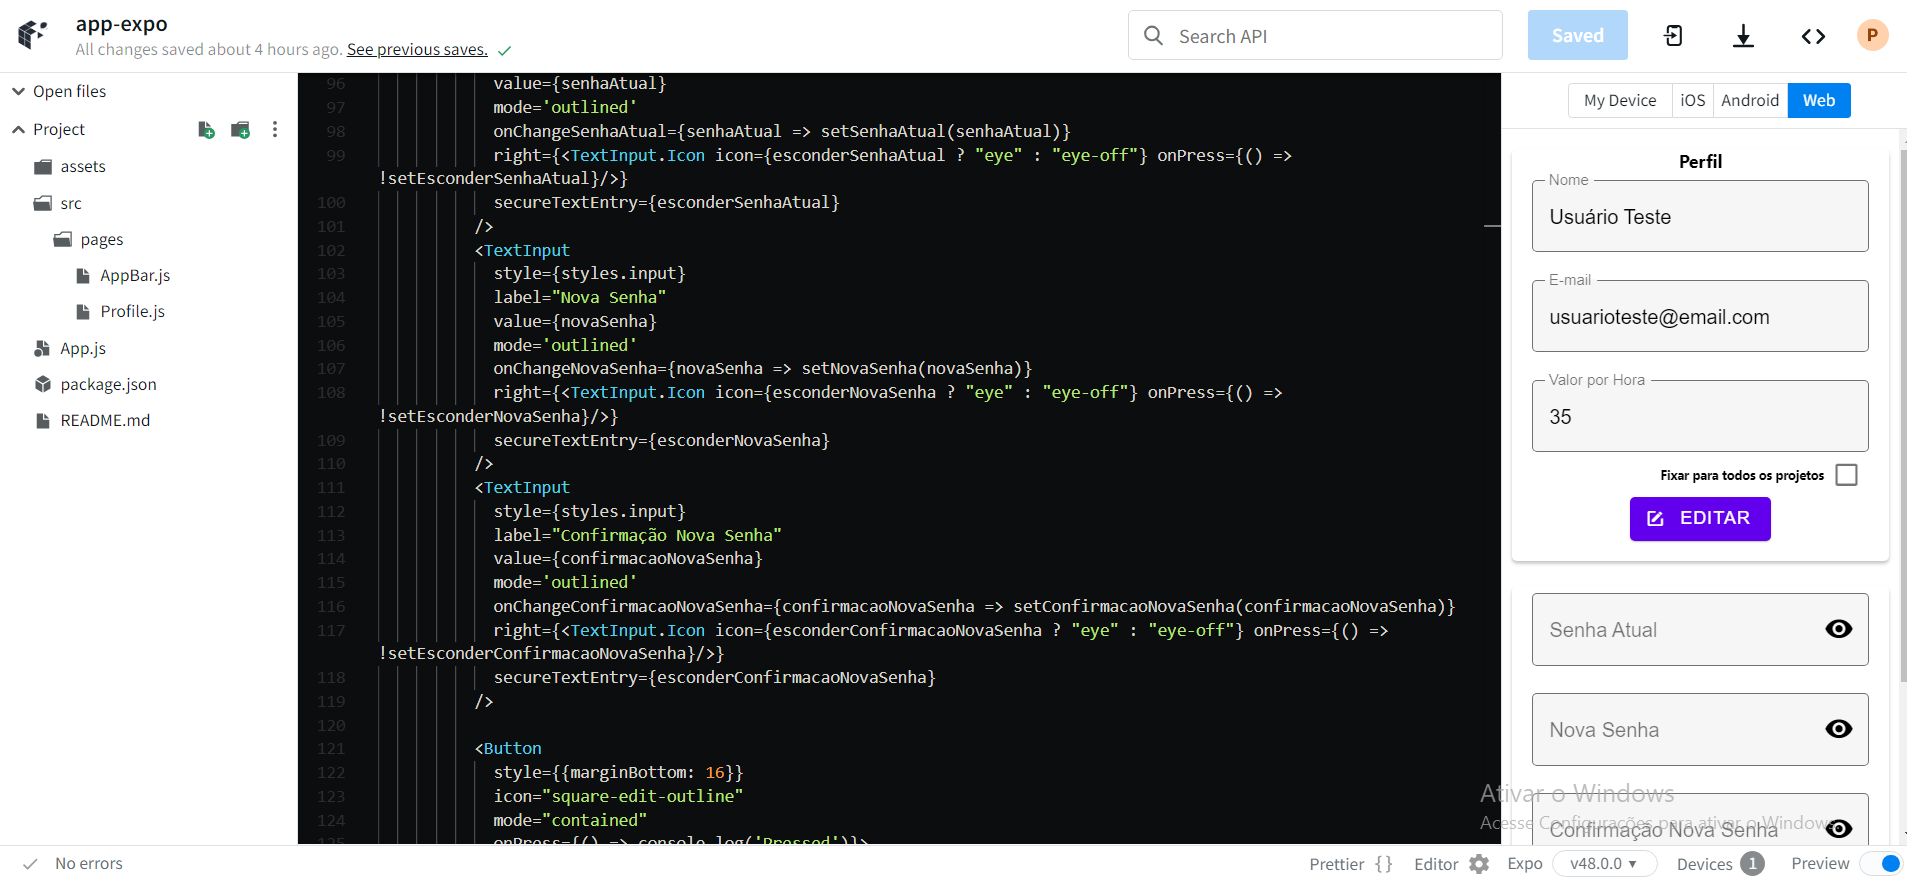 app-expo
All changes saved about 4 hours ago. See previous saves.
Search API
Saved
P
Open files
Project
assets
src
pages
AppBar.js
Profile.js
App.js
package.json
README.md
96 value={senhaAtual}
97 mode='outlined'
98 onChangeSenhaAtual={senhaAtual => setSenhaAtual(senhaAtual)}
99 right={<TextInput.Icon icon={esconderSenhaAtual ? "eye" : "eye-off"} onPress={() =>
!setEsconderSenhaAtual}/>}
100 secureTextEntry={esconderSenhaAtual}
101 />
102 <TextInput
103 style={styles.input}
104 label="Nova Senha"
105 value={novaSenha}
106 mode='outlined'
107 onChangeNovaSenha={novaSenha => setNovaSenha(novaSenha)}
108 right={<TextInput.Icon icon={esconderNovaSenha ? "eye" : "eye-off"} onPress={() =>
!setEsconderNovaSenha}/>}
109 secureTextEntry={esconderNovaSenha}
110 />
111 <TextInput
112 style={styles.input}
113 label="Confirmação Nova Senha"
114 value={confirmacaoNovaSenha}
115 mode='outlined'
116 onChangeConfirmacaoNovaSenha={confirmacaoNovaSenha => setConfirmacaoNovaSenha(confirmacaoNovaSenha)}
117 right={<TextInput.Icon icon={esconderConfirmacaoNovaSenha ? "eye" : "eye-off"} onPress={() =>
!setEsconderConfirmacaoNovaSenha}/>}
118 secureTextEntry={esconderConfirmacaoNovaSenha}
119 />
120
121 <Button
122 style={{marginBottom: 16}}
123 icon="square-edit-outline"
124 mode="contained"
125 onPress={() => console.log('Pressed')}>
My Device iOS Android Web
Perfil
Nome
Usuário Teste
E-mail
usuarioteste@email.com
Valor por Hora
35
Fixar para todos os projetos
EDITAR
Senha Atual
Nova Senha
Ativar o Windows
Acesse Configurações para ativar o Windows.
Confirmação Nova Senha
No errors
Prettier { } Editor Expo v48.0.0 Devices 1 Preview